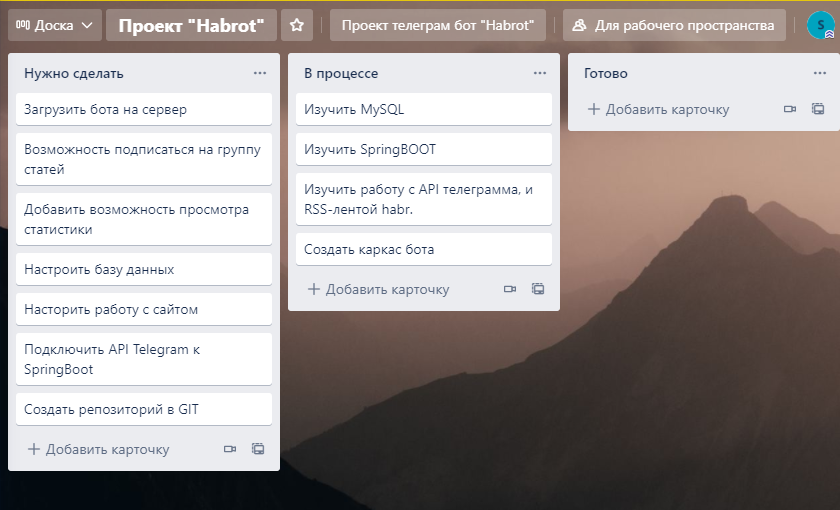 Доска
Проект "Habrot"
Проект телеграм бот "Habrot"
Для рабочего пространства
S
Нужно сделать
Загрузить бота на сервер
Возможность подписаться на группу
статей
Добавить возможность просмотра
статистики
Настроить базу данных
Насторить работу с сайтом
Подключить API Telegram к
SpringBoot
Создать репозиторий в GIT
Добавить карточку
В процессе
Изучить MySQL
Изучить SpringBOOT
Изучить работу с API телеграмма, и
RSS-лентой habr.
Создать каркас бота
Добавить карточку
Готово
Добавить карточку